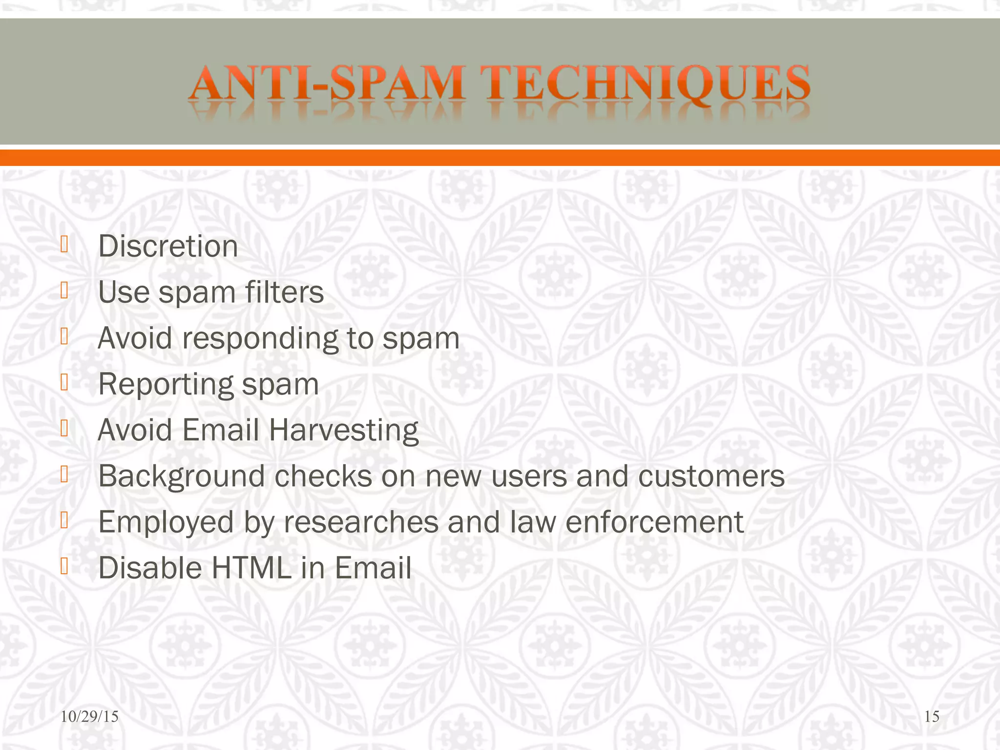 ANTI-SPAM TECHNIQUES
Discretion
Use spam filters
Avoid responding to spam
Reporting spam
Avoid Email Harvesting
Background checks on new users and customers
Employed by researches and law enforcement
Disable HTML in Email
10/29/15
15